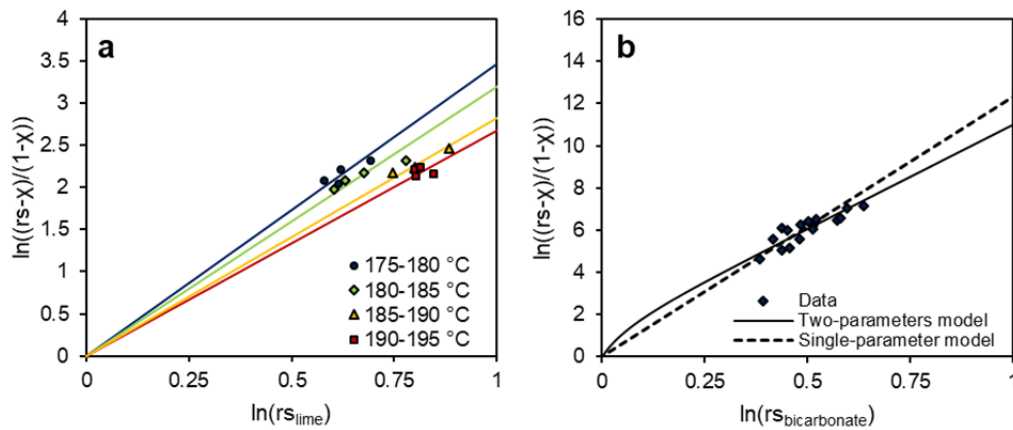 a
4
3.5
3
2.5
2
1.5
1
0.5
0
0 0.25 0.5 0.75 1
ln((rs-χ)/(1-χ))
ln(rs_lime)
175-180 °C
180-185 °C
185-190 °C
190-195 °C
b
16
14
12
10
8
6
4
2
0
0 0.25 0.5 0.75 1
ln((rs-χ)/(1-χ))
ln(rs_bicarbonate)
Data
Two-parameters model
Single-parameter model